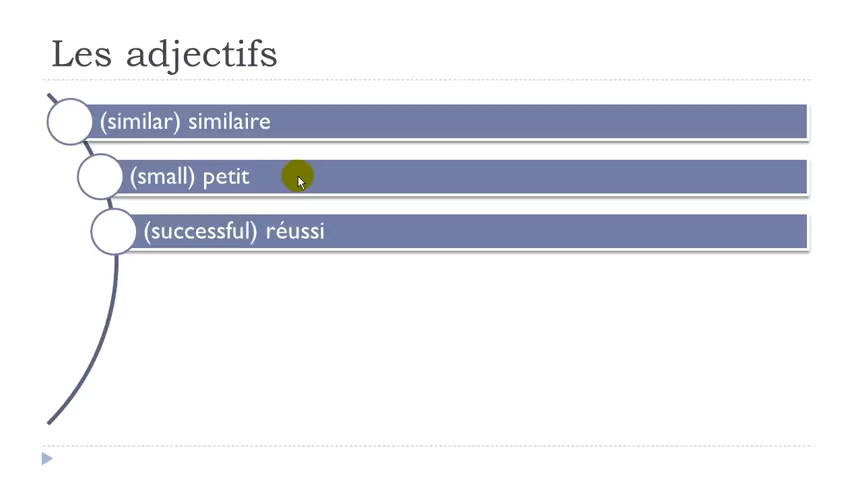 Les adjectifs
(similar) similaire
(small) petit
(successful) réussi